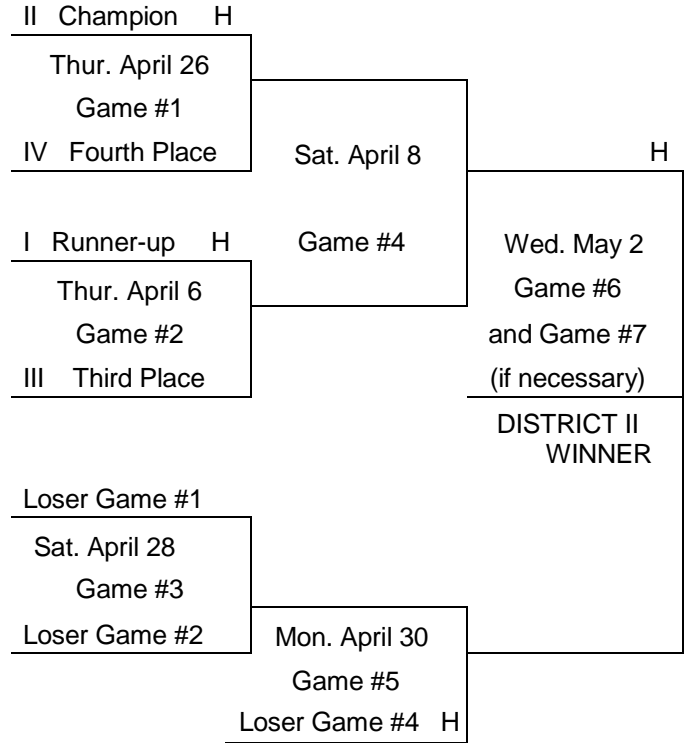 II Champion H
Thur. April 26
Game #1
IV Fourth Place
Sat. April 8
H
I Runner-up H
Game #4
Wed. May 2
Thur. April 6
Game #6
Game #2
and Game #7
III Third Place
(if necessary)
DISTRICT II
WINNER
Loser Game #1
Sat. April 28
Game #3
Loser Game #2
Mon. April 30
Game #5
Loser Game #4 H